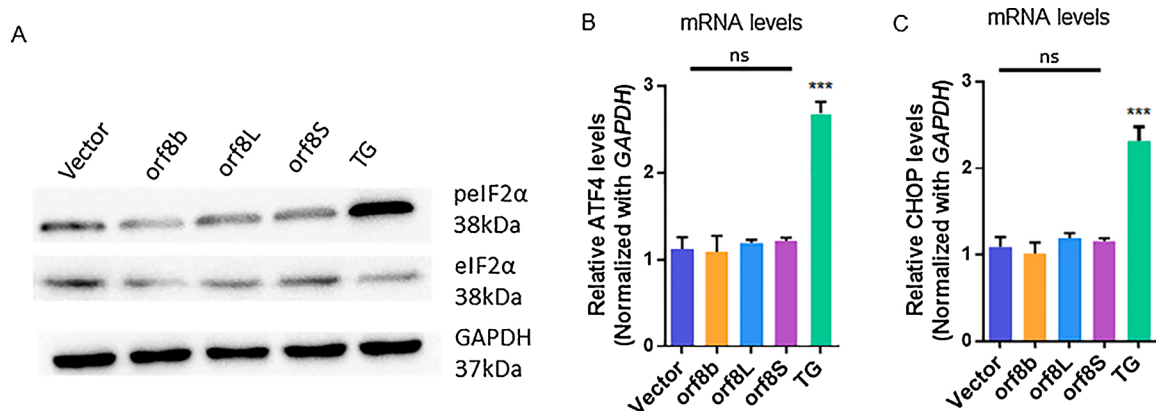 A
Vector
orf8b
orf8L
orf8S
TG
peIF2α
38kDa
eIF2α
38kDa
GAPDH
37kDa
B
mRNA levels
ns
***
Relative ATF4 levels
(Normalized with GAPDH)
3
2
1
0
Vector
orf8b
orf8L
orf8S
TG
C
mRNA levels
ns
***
Relative CHOP levels
(Normalized with GAPDH)
3
2
1
0
Vector
orf8b
orf8L
orf8S
TG